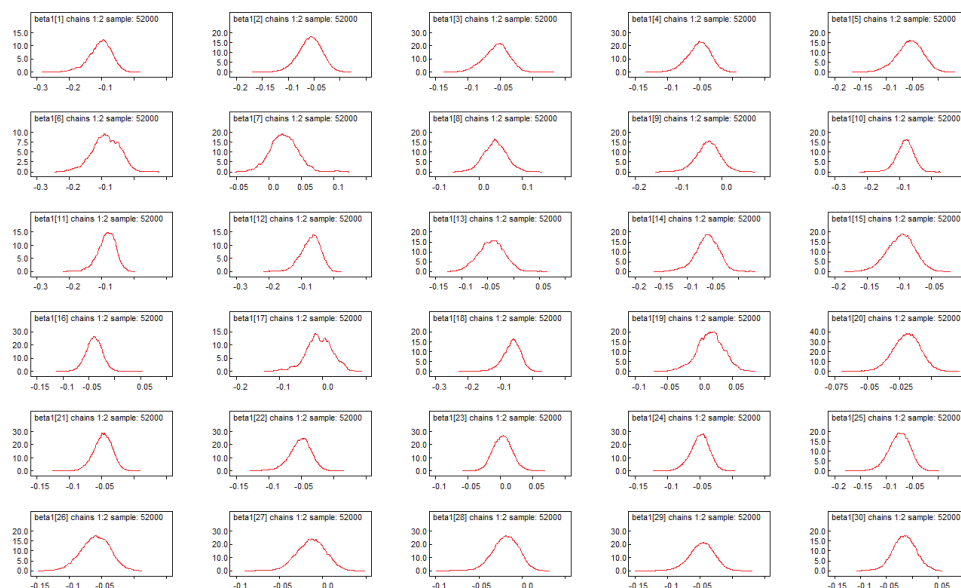 beta1[1] chains 1:2 sample: 52000
15.0
10.0
5.0
0.0
-0.3 -0.2 -0.1
beta1[2] chains 1:2 sample: 52000
20.0
15.0
10.0
5.0
0.0
-0.2 -0.15 -0.1 -0.05
beta1[3] chains 1:2 sample: 52000
30.0
20.0
10.0
0.0
-0.15 -0.1 -0.05
beta1[4] chains 1:2 sample: 52000
30.0
20.0
10.0
0.0
-0.15 -0.1 -0.05
beta1[5] chains 1:2 sample: 52000
20.0
15.0
10.0
5.0
0.0
-0.2 -0.15 -0.1 -0.05
beta1[6] chains 1:2 sample: 52000
10.0
7.5
5.0
2.5
0.0
-0.3 -0.2 -0.1
beta1[7] chains 1:2 sample: 52000
20.0
15.0
10.0
5.0
0.0
-0.05 0.0 0.05 0.1
beta1[8] chains 1:2 sample: 52000
20.0
15.0
10.0
5.0
0.0
-0.1 0.0 0.1
beta1[9] chains 1:2 sample: 52000
20.0
15.0
10.0
5.0
0.0
-0.2 -0.1 0.0
beta1[10] chains 1:2 sample: 52000
20.0
15.0
10.0
5.0
0.0
-0.3 -0.2 -0.1
beta1[11] chains 1:2 sample: 52000
15.0
10.0
5.0
0.0
-0.3 -0.2 -0.1
beta1[12] chains 1:2 sample: 52000
20.0
15.0
10.0
5.0
0.0
-0.3 -0.2 -0.1
beta1[13] chains 1:2 sample: 52000
20.0
15.0
10.0
5.0
0.0
-0.15 -0.1 -0.05 0.0 0.05
beta1[14] chains 1:2 sample: 52000
20.0
15.0
10.0
5.0
0.0
-0.2 -0.15 -0.1 -0.05
beta1[15] chains 1:2 sample: 52000
20.0
15.0
10.0
5.0
0.0
-0.2 -0.15 -0.1 -0.05
beta1[16] chains 1:2 sample: 52000
30.0
20.0
10.0
0.0
-0.15 -0.05 0.05
beta1[17] chains 1:2 sample: 52000
15.0
10.0
5.0
0.0
-0.2 -0.1 0.0
beta1[18] chains 1:2 sample: 52000
20.0
15.0
10.0
5.0
0.0
-0.3 -0.2 -0.1
beta1[19] chains 1:2 sample: 52000
20.0
15.0
10.0
5.0
0.0
-0.1 -0.05 0.0 0.05
beta1[20] chains 1:2 sample: 52000
40.0
30.0
20.0
10.0
0.0
-0.075 -0.05 -0.025
beta1[21] chains 1:2 sample: 52000
30.0
20.0
10.0
0.0
-0.15 -0.1 -0.05
beta1[22] chains 1:2 sample: 52000
30.0
20.0
10.0
0.0
-0.15 -0.1 -0.05
beta1[23] chains 1:2 sample: 52000
30.0
20.0
10.0
0.0
-0.1 -0.05 0.0 0.05
beta1[24] chains 1:2 sample: 52000
30.0
20.0
10.0
0.0
-0.15 -0.1 -0.05
beta1[25] chains 1:2 sample: 52000
20.0
15.0
10.0
5.0
0.0
-0.2 -0.15 -0.1 -0.05
beta1[26] chains 1:2 sample: 52000
20.0
15.0
10.0
5.0
0.0
-0.15 -0.1 -0.05
beta1[27] chains 1:2 sample: 52000
30.0
20.0
10.0
0.0
-0.1 -0.05 0.0
beta1[28] chains 1:2 sample: 52000
30.0
20.0
10.0
0.0
-0.1 -0.05 0.0
beta1[29] chains 1:2 sample: 52000
30.0
20.0
10.0
0.0
-0.15 -0.1 -0.05
beta1[30] chains 1:2 sample: 52000
20.0
15.0
10.0
5.0
0.0
-0.15 -0.1 -0.05 0.0 0.05